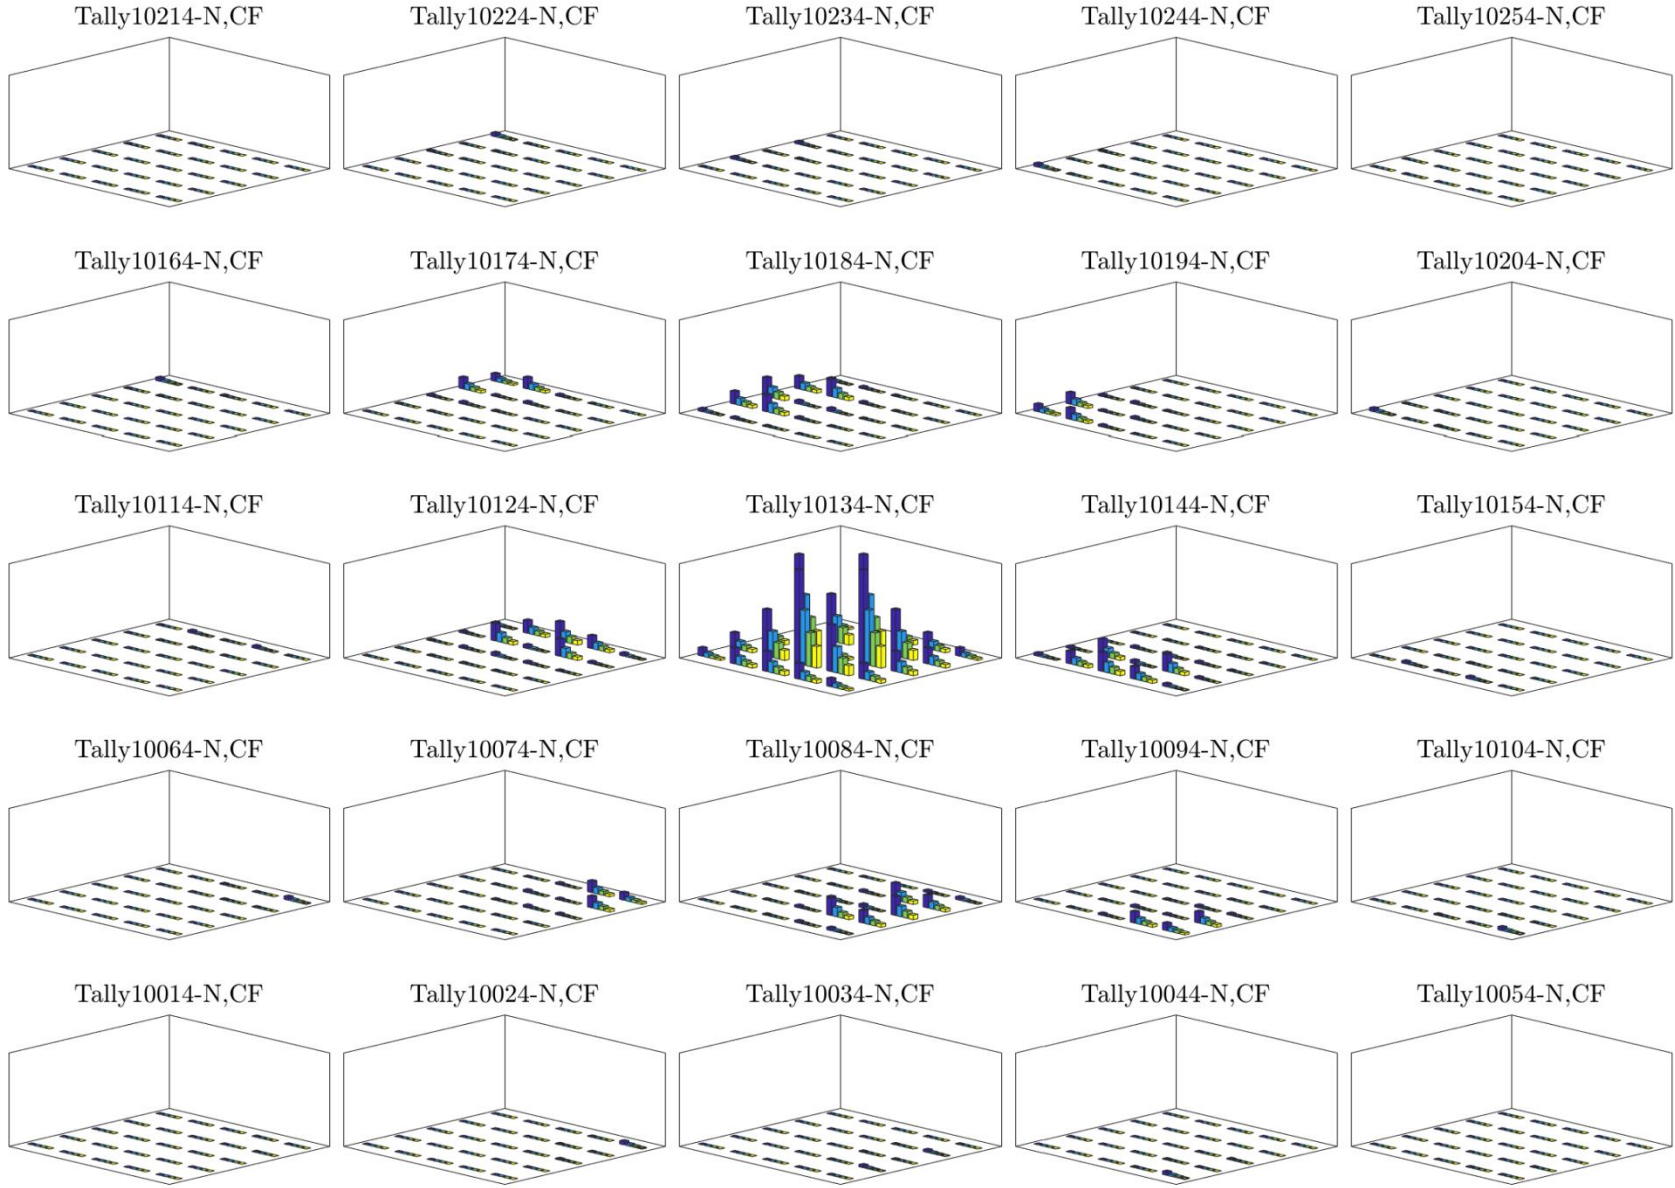 Tally10214-N,CF Tally10224-N,CF Tally10234-N,CF Tally10244-N,CF Tally10254-N,CF
Tally10164-N,CF Tally10174-N,CF Tally10184-N,CF Tally10194-N,CF Tally10204-N,CF
Tally10114-N,CF Tally10124-N,CF Tally10134-N,CF Tally10144-N,CF Tally10154-N,CF
Tally10064-N,CF Tally10074-N,CF Tally10084-N,CF Tally10094-N,CF Tally10104-N,CF
Tally10014-N,CF Tally10024-N,CF Tally10034-N,CF Tally10044-N,CF Tally10054-N,CF